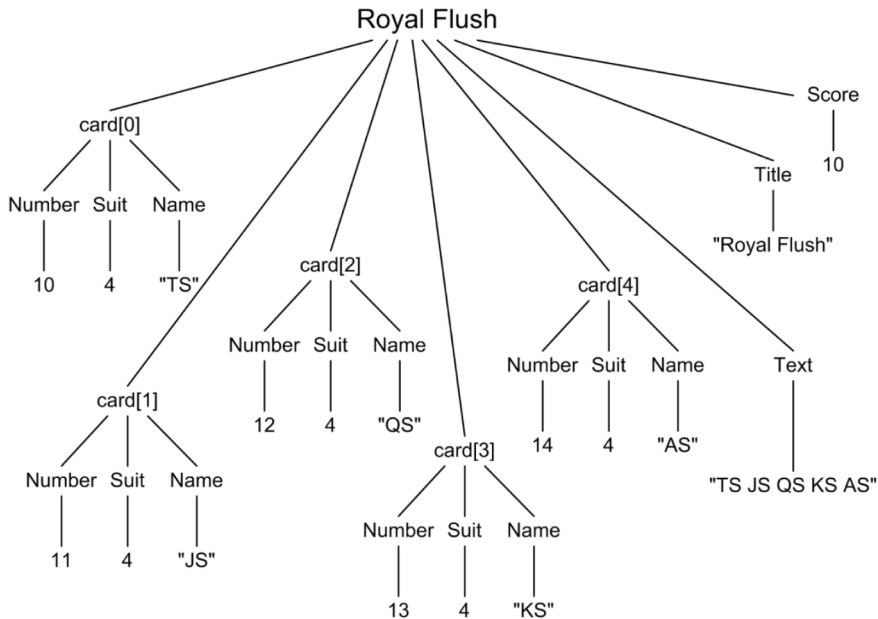 Royal Flush
card[0]
Number Suit Name
10 4 "TS"
card[1]
Number Suit Name
11 4 "JS"
card[2]
Number Suit Name
12 4 "QS"
card[3]
Number Suit Name
13 4 "KS"
card[4]
Number Suit Name
14 4 "AS"
Text
"TS JS QS KS AS"
Title
"Royal Flush"
Score
10